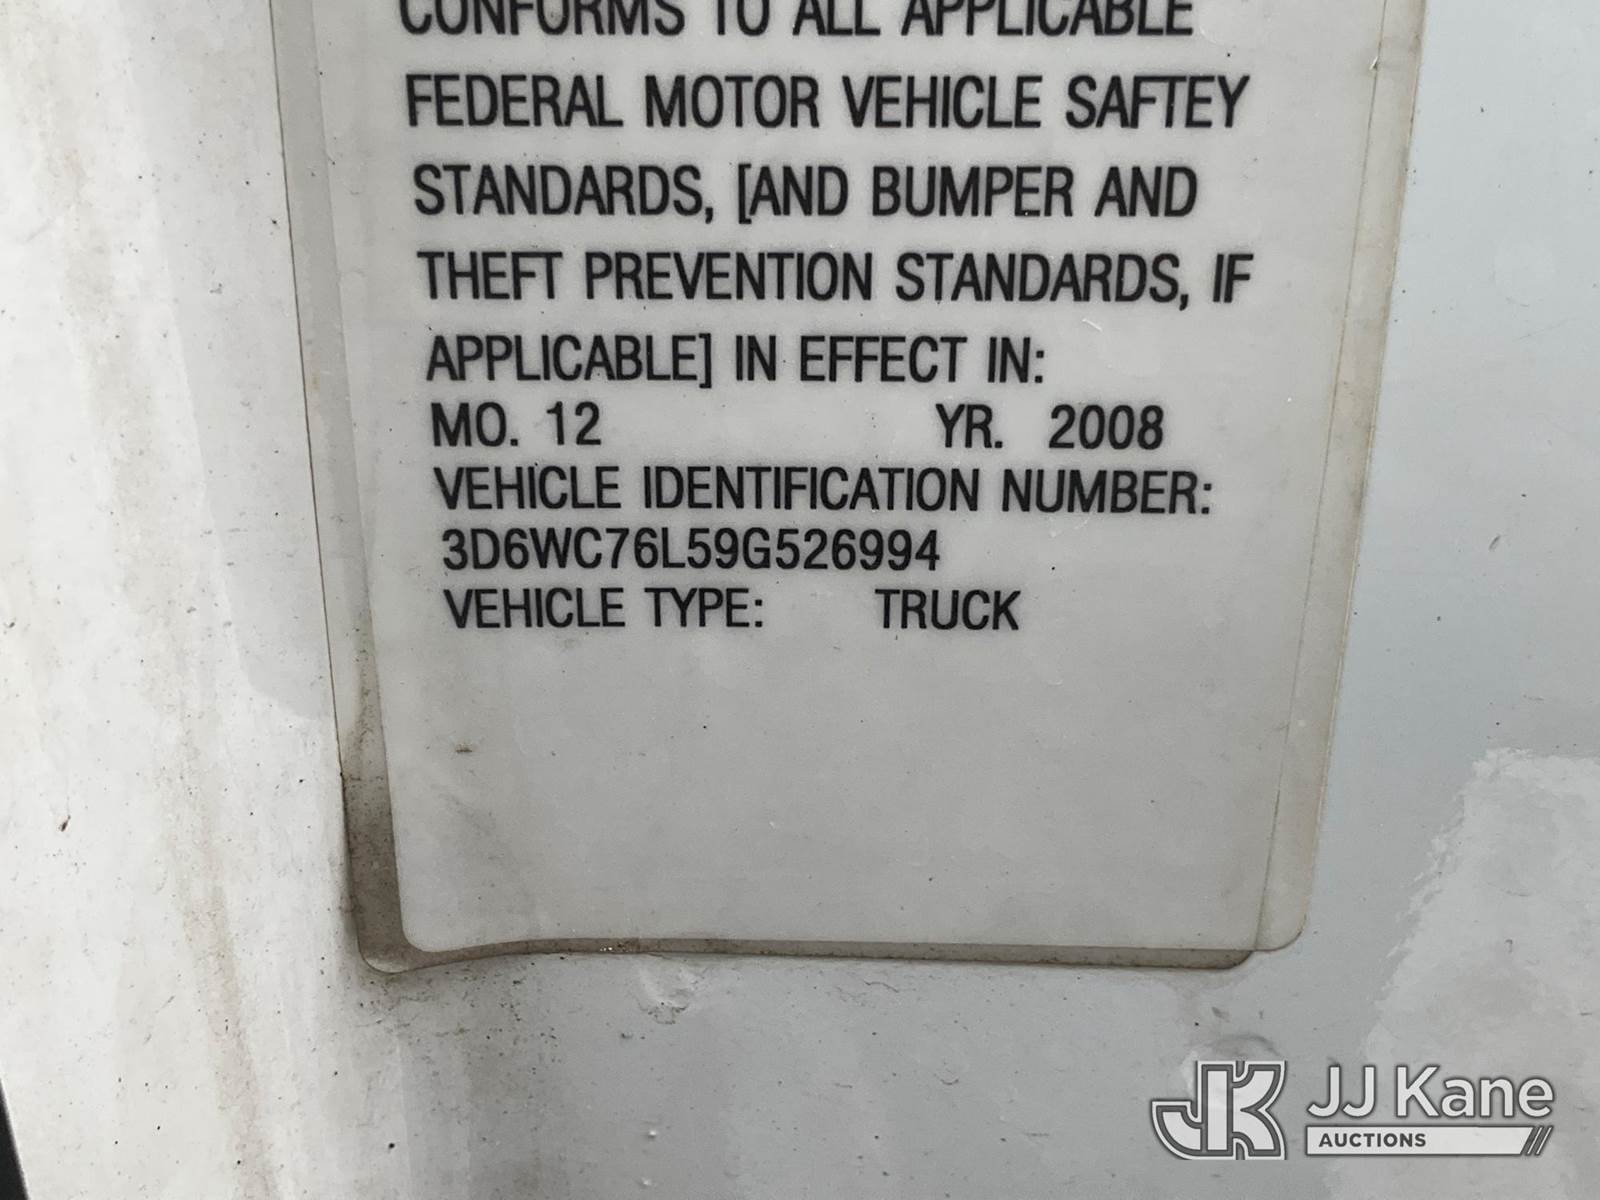 CONFORMS TO ALL APPLICABLE
FEDERAL MOTOR VEHICLE SAFTEY
STANDARDS, [AND BUMPER AND
THEFT PREVENTION STANDARDS, IF
APPLICABLE] IN EFFECT IN:
MO. 12 YR. 2008
VEHICLE IDENTIFICATION NUMBER:
3D6WC76L59G526994
VEHICLE TYPE: TRUCK
JK JJ Kane
AUCTIONS